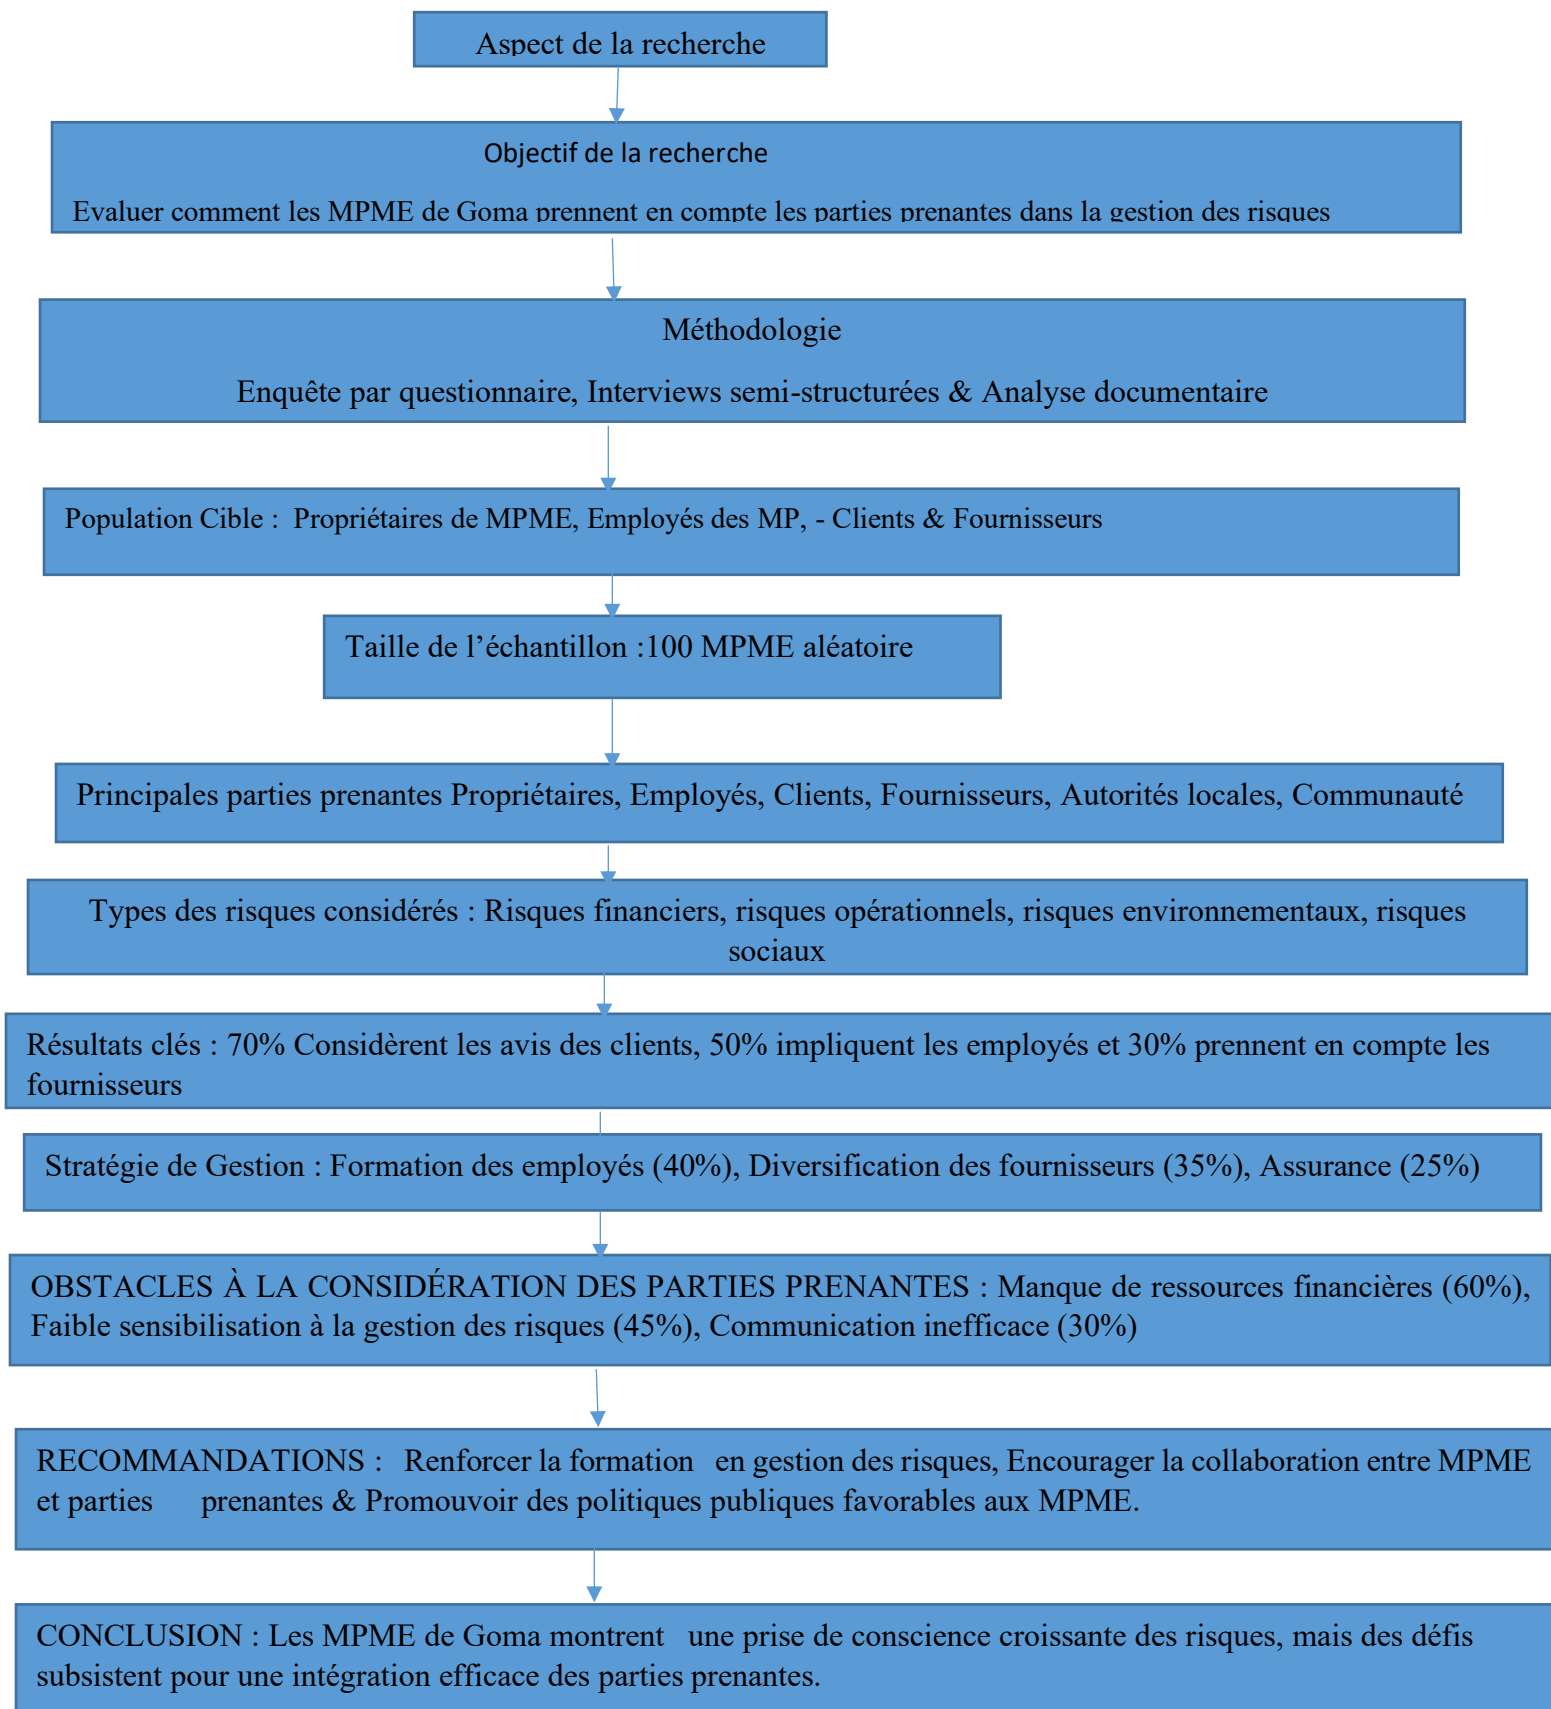 Aspect de la recherche
Objectif de la recherche
Evaluer comment les MPME de Goma prennent en compte les parties prenantes dans la gestion des risques
Méthodologie
Enquête par questionnaire, Interviews semi-structurées & Analyse documentaire
Population Cible : Propriétaires de MPME, Employés des MP, - Clients & Fournisseurs
Taille de l’échantillon :100 MPME aléatoire
Principales parties prenantes Propriétaires, Employés, Clients, Fournisseurs, Autorités locales, Communauté
Types des risques considérés : Risques financiers, risques opérationnels, risques environnementaux, risques
sociaux
Résultats clés : 70% Considèrent les avis des clients, 50% impliquent les employés et 30% prennent en compte les
fournisseurs
Stratégie de Gestion : Formation des employés (40%), Diversification des fournisseurs (35%), Assurance (25%)
OBSTACLES À LA CONSIDÉRATION DES PARTIES PRENANTES : Manque de ressources financières (60%),
Faible sensibilisation à la gestion des risques (45%), Communication inefficace (30%)
RECOMMANDATIONS : Renforcer la formation en gestion des risques, Encourager la collaboration entre MPME
et parties prenantes & Promouvoir des politiques publiques favorables aux MPME.
CONCLUSION : Les MPME de Goma montrent une prise de conscience croissante des risques, mais des défis
subsistent pour une intégration efficace des parties prenantes.